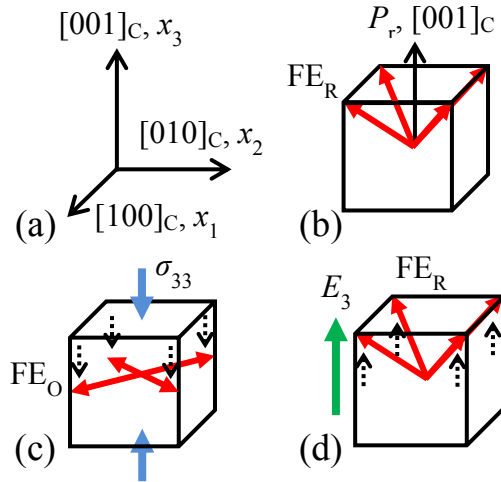 [001]C, x3
[010]C, x2
[100]C, x1
(a)
Pr, [001]C
FER
(b)
σ33
FEO
(c)
FER
E3
(d)